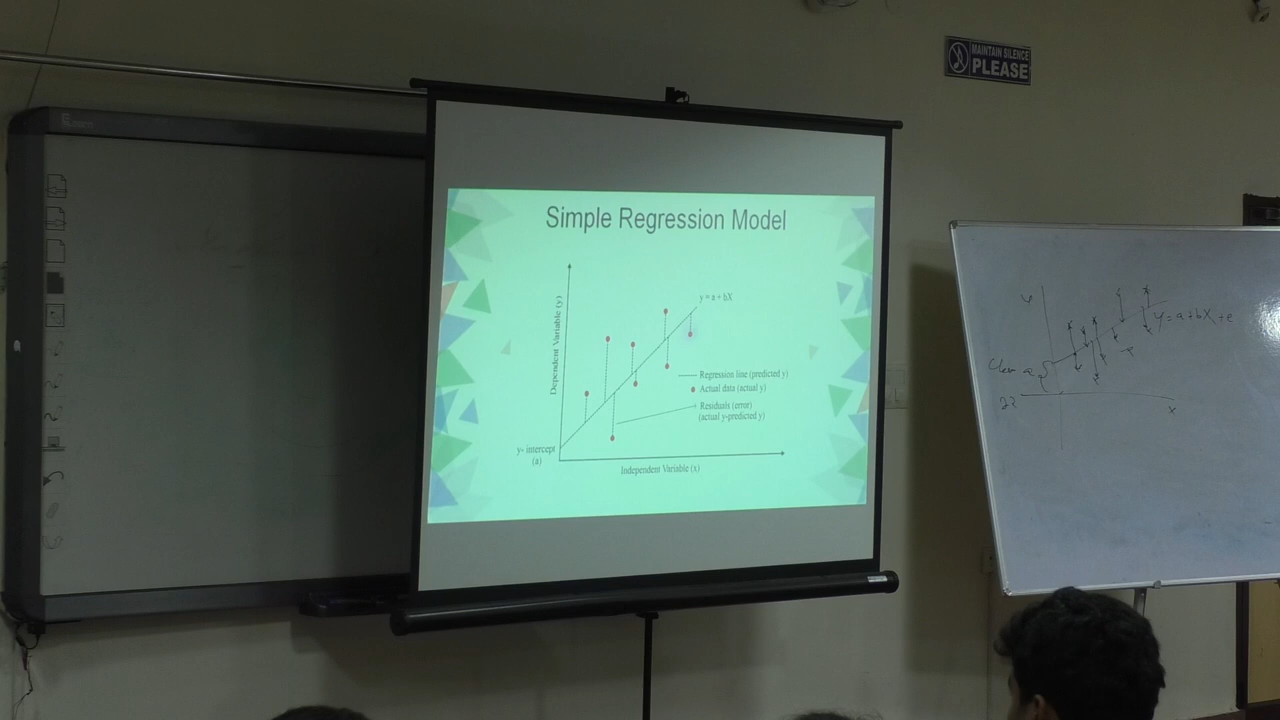 MAINTAIN SILENCE
PLEASE
Simple Regression Model
Dependent Variable (y)
y = a + bX
Regression line (predicted y)
Actual data (actual y)
Residuals (error)
(actual y-predicted y)
y- intercept
(a)
Independent Variable (x)
y=a+bX+e
x